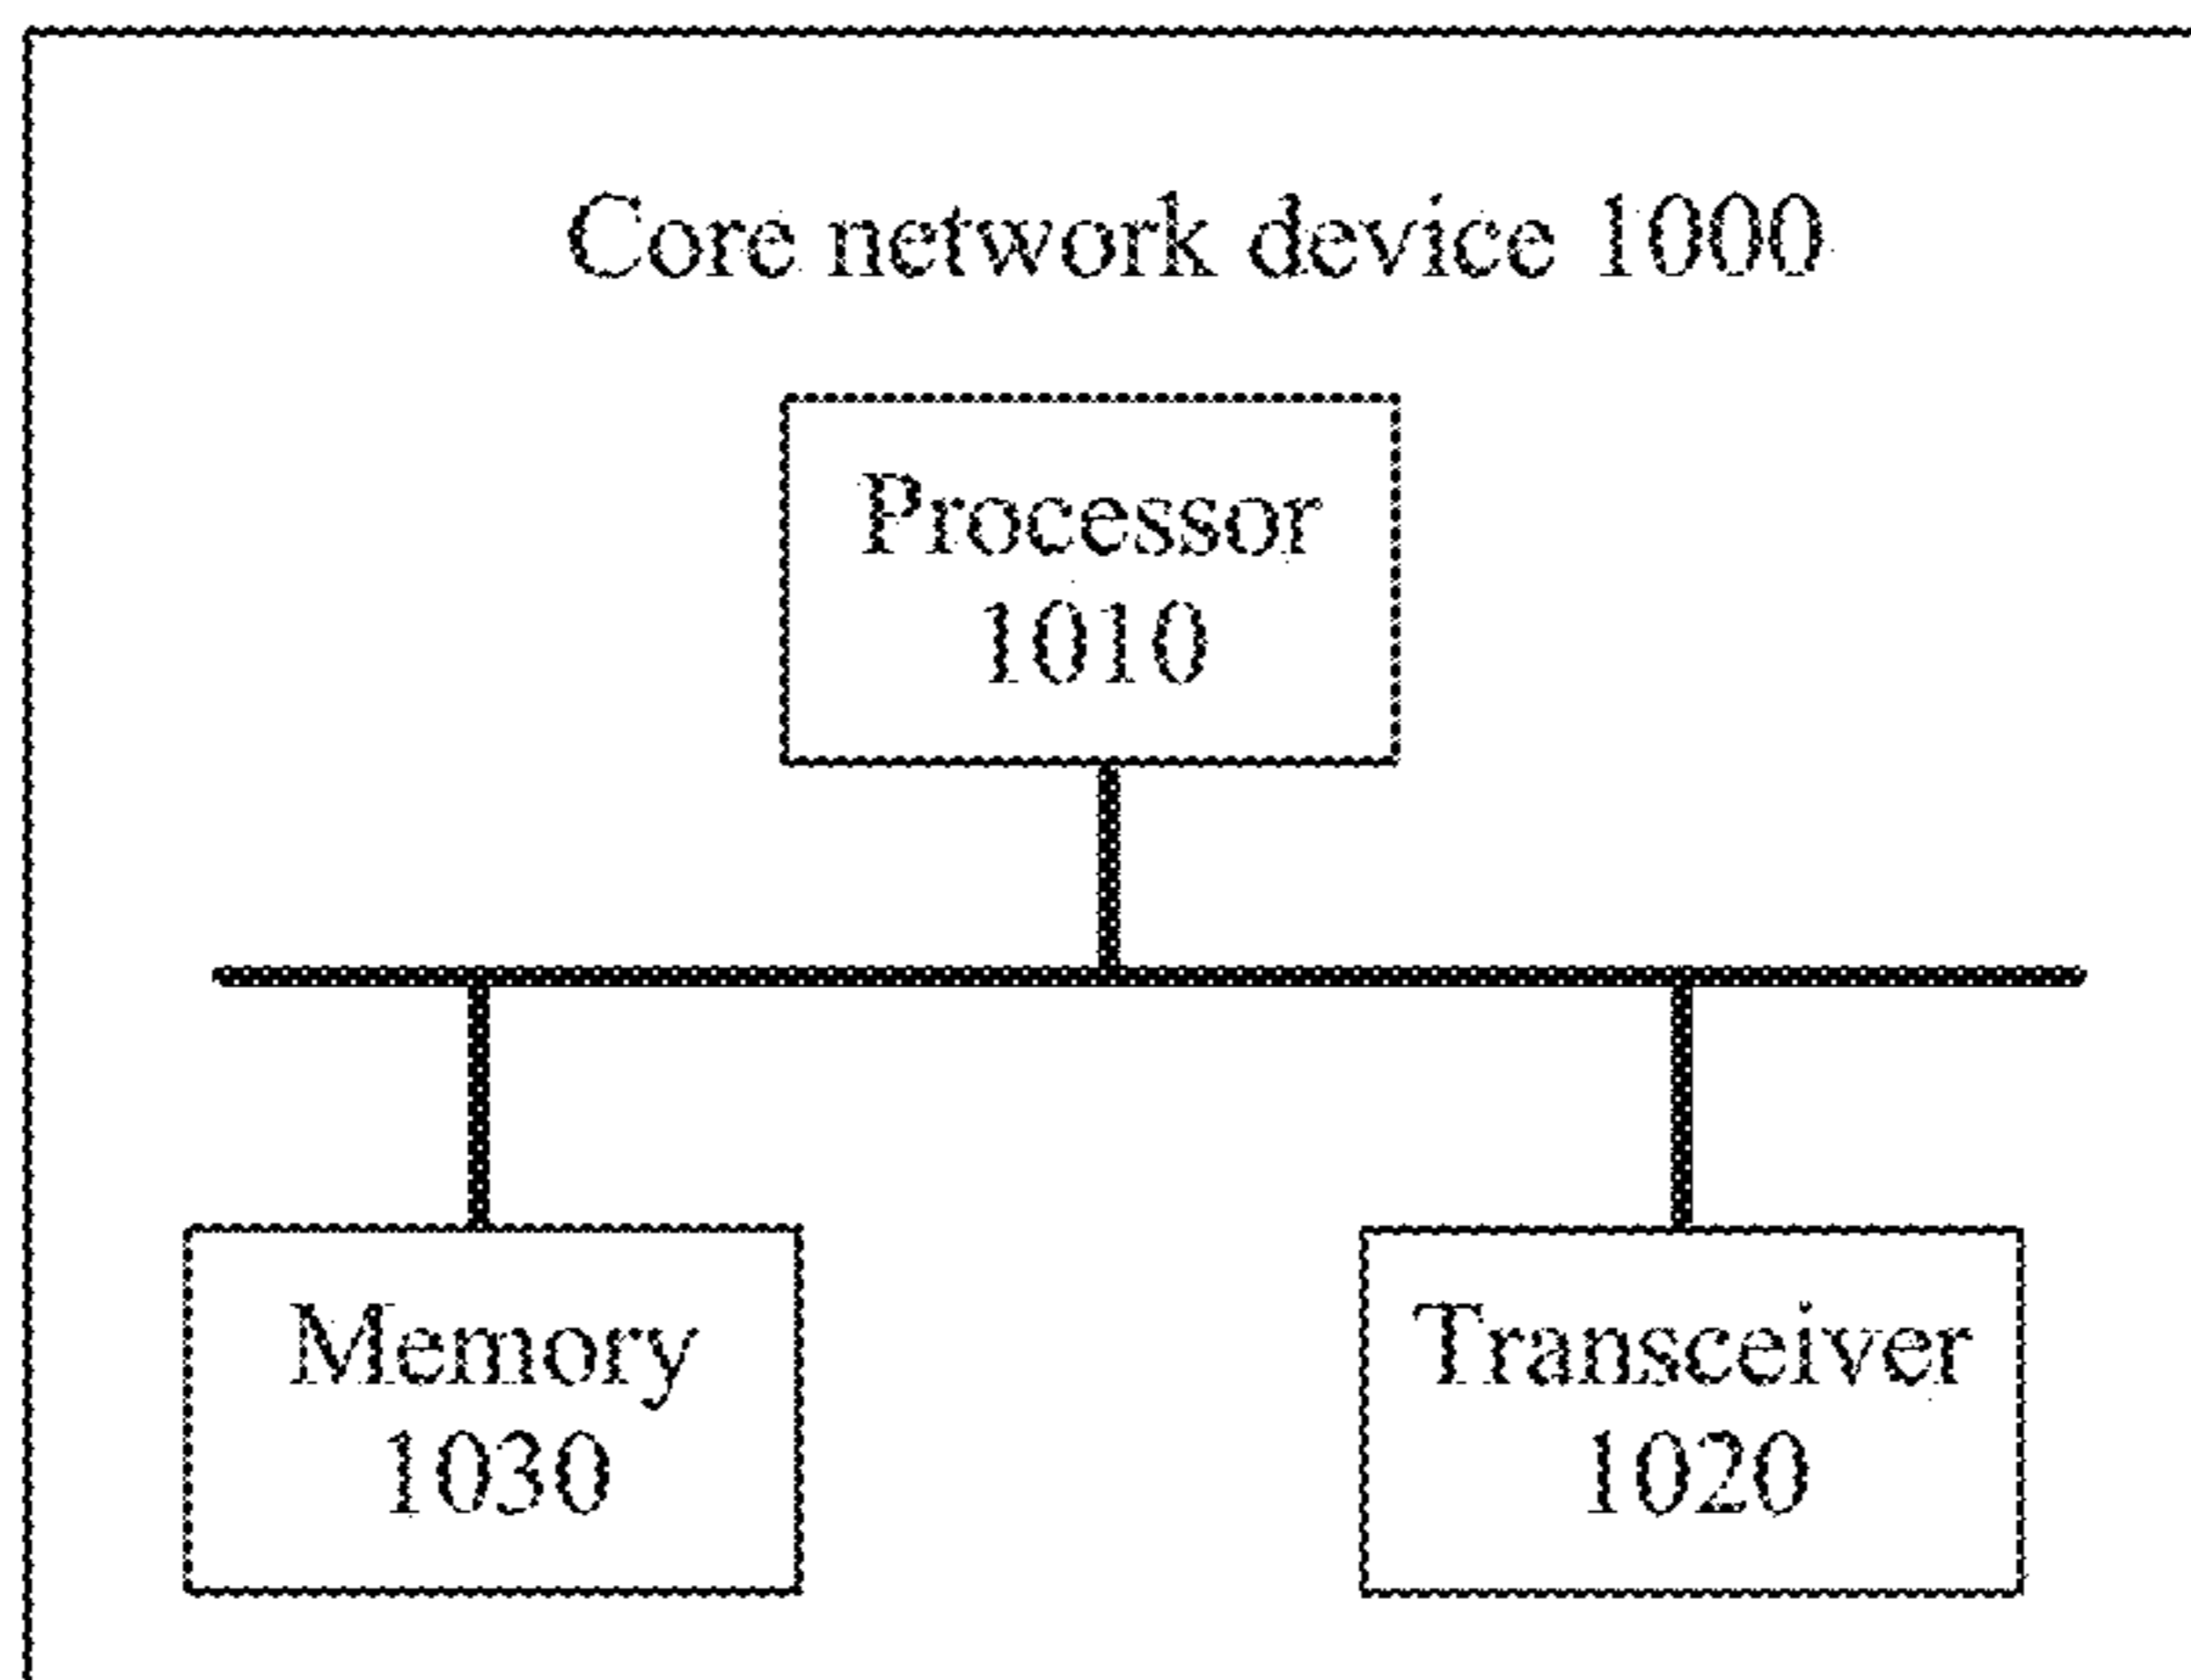 Core network device 1000
Processor
1010
Memory
1030
Transceiver
1020